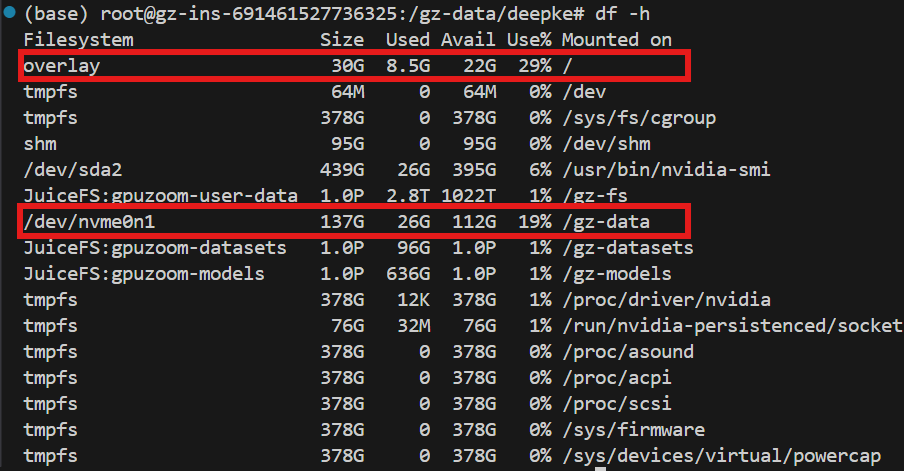 (base) root@gz-ins-691461527736325:/gz-data/deepke# df -h
Filesystem Size Used Avail Use% Mounted on
overlay 30G 8.5G 22G 29% /
tmpfs 64M 0 64M 0% /dev
tmpfs 378G 0 378G 0% /sys/fs/cgroup
shm 95G 0 95G 0% /dev/shm
/dev/sda2 439G 26G 395G 6% /usr/bin/nvidia-smi
JuiceFS:gpuzoom-user-data 1.0P 2.8T 1022T 1% /gz-fs
/dev/nvme0n1 137G 26G 112G 19% /gz-data
JuiceFS:gpuzoom-datasets 1.0P 96G 1.0P 1% /gz-datasets
JuiceFS:gpuzoom-models 1.0P 636G 1.0P 1% /gz-models
tmpfs 378G 12K 378G 1% /proc/driver/nvidia
tmpfs 76G 32M 76G 1% /run/nvidia-persistenced/socket
tmpfs 378G 0 378G 0% /proc/asound
tmpfs 378G 0 378G 0% /proc/acpi
tmpfs 378G 0 378G 0% /proc/scsi
tmpfs 378G 0 378G 0% /sys/firmware
tmpfs 378G 0 378G 0% /sys/devices/virtual/powercap